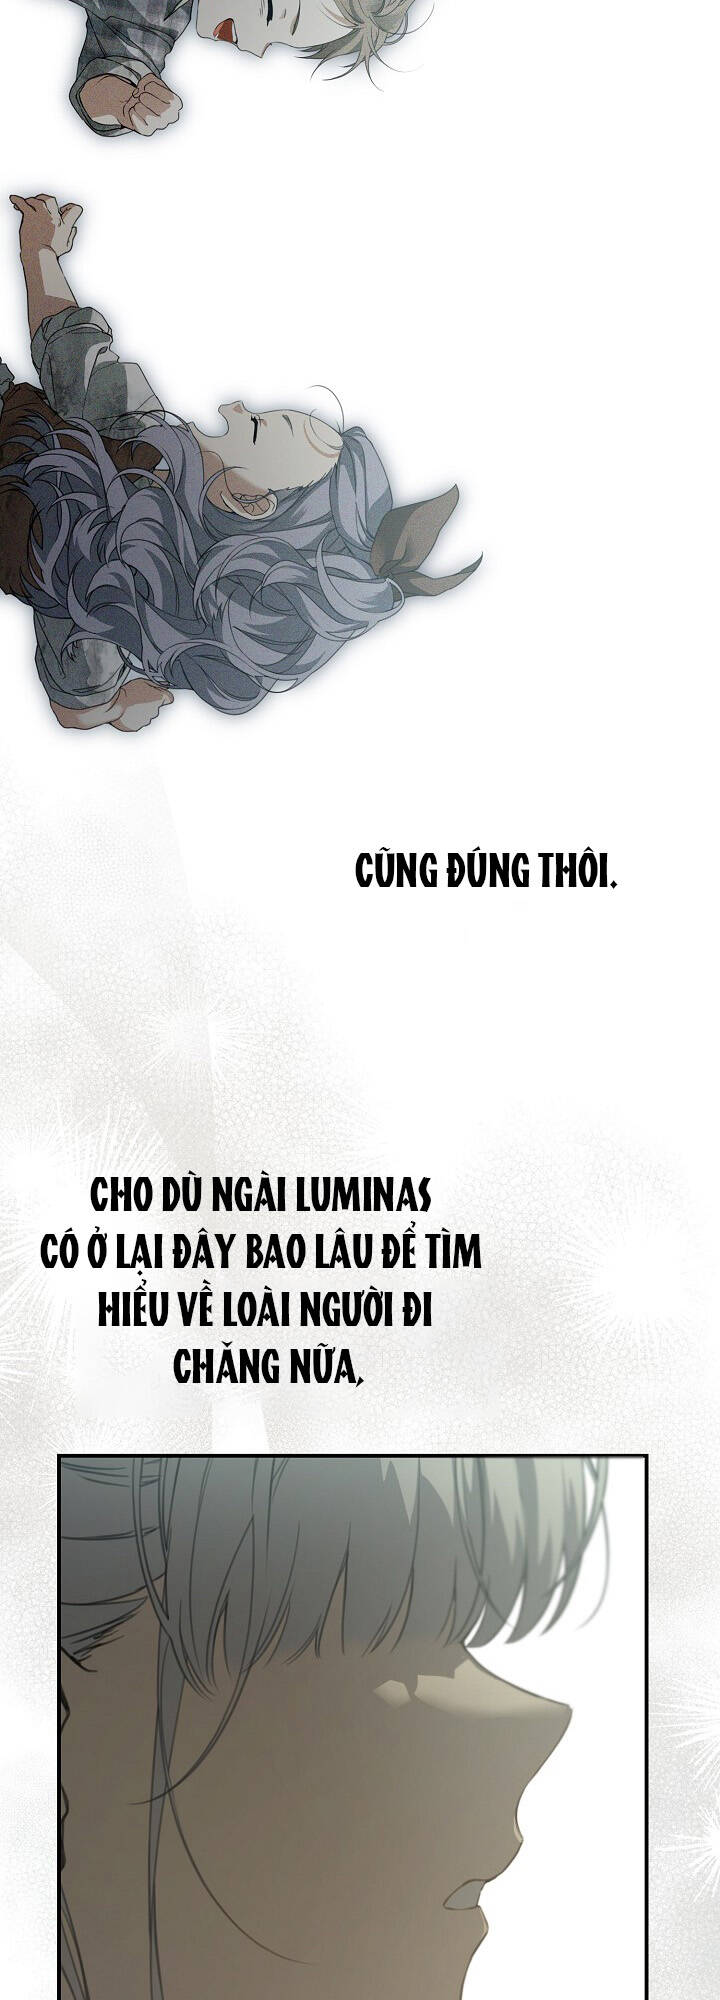 CŨNG ĐÚNG THÔI.
CHO DÙ NGÀI LUMINAS
CÓ Ở LẠI ĐÂY BAO LÂU ĐỂ TÌM
HIỂU VỀ LOÀI NGƯỜI ĐI
CHĂNG NỮA,